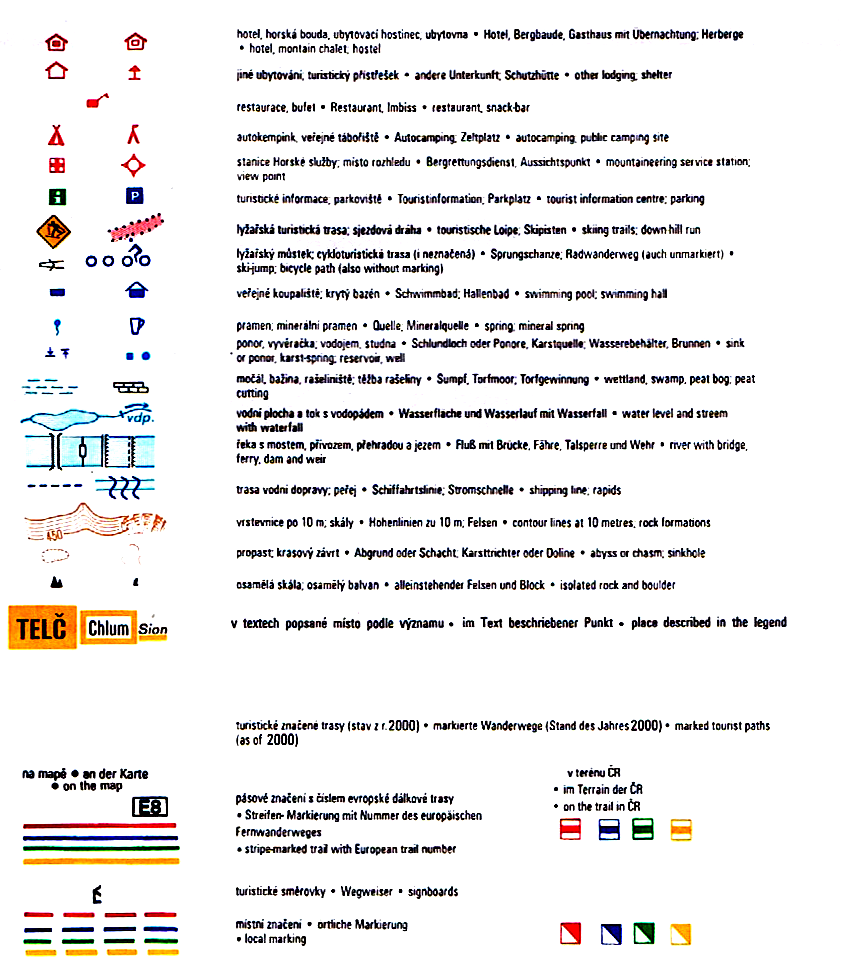 hotel, horská bouda, ubytovací hostinec, ubytovna • Hotel, Bergbaude, Gasthaus mit Übernachtung; Herberge
• hotel, montain chalet, hostel
jiné ubytování; turistický přístřešek • andere Unterkunft; Schutzhütte • other lodging, shelter
restaurace, bufet • Restaurant, Imbiss • restaurant, snack-bar
autokempink, veřejné tábořiště • Autocamping; Zeltplatz • autocamping, public camping site
stanice Horské služby; místo rozhledu • Bergrettungsdienst, Aussichtspunkt • mountaineering service station;
view point
i P
turistické informace, parkoviště • Touristinformation; Parkplatz • tourist information centre; parking
lyžařská turistická trasa; sjezdová dráha • touristische Loipe; Skipisten • skiing trails; down-hill run
lyžařský můstek; cykloturistická trasa (i neznačená) • Sprungschanze; Radwanderweg (auch unmarkiert) •
ski-jump; bicycle path (also without marking)
veřejné koupaliště; krytý bazén • Schwimmbad; Hallenbad • swimming pool; swimming hall
pramen; minerální pramen • Quelle, Mineralquelle • spring; mineral spring
ponor, vyvěračka; vodojem, studna • Schlundloch oder Ponore, Karstquelle; Wasserebehälter, Brunnen • sink
or ponor, karst-spring; reservoir, well
močál, bažina, rašeliniště; těžba rašeliny • Sumpf, Torfmoor; Torfgewinnung • wettland, swamp, peat bog; peat
cutting
vdp.
vodní plocha a tok s vodopádem • Wasserfläche und Wasserlauf mit Wasserfall • water level and streem
with waterfall
řeka s mostem, přívozem, přehradou a jezem • Fluß mit Brücke, Fähre, Talsperre und Wehr • river with bridge,
ferry, dam and weir
trasa vodní dopravy; peřej • Schiffahrtslinie; Stromschnelle • shipping line; rapids
450
vrstevnice po 10 m; skály • Hohenlinien zu 10 m; Felsen • contour lines at 10 metres, rock formations
propast; krasový závrt • Abgrund oder Schacht; Karsttrichter oder Doline • abyss or chasm; sinkhole
osamělá skála; osamělý balvan • alleinstehender Felsen und Block • isolated rock and boulder
TELČ Chlum Sion
v textech popsané místo podle významu • im Text beschriebener Punkt • place described in the legend
turistické značené trasy (stav z r. 2000) • markierte Wanderwege (Stand des Jahres 2000) • marked tourist paths
(as of 2000)
na mapě • an der Karte
• on the map
v terénu ČR
• im Terrain der ČR
• on the trail in ČR
E8
pásové značení s číslem evropské dálkové trasy
• Streifen- Markierung mit Nummer des europäischen
Fernwanderweges
• stripe-marked trail with European trail number
turistické směrovky • Wegweiser • signboards
místní značení • ortliche Markierung
• local marking